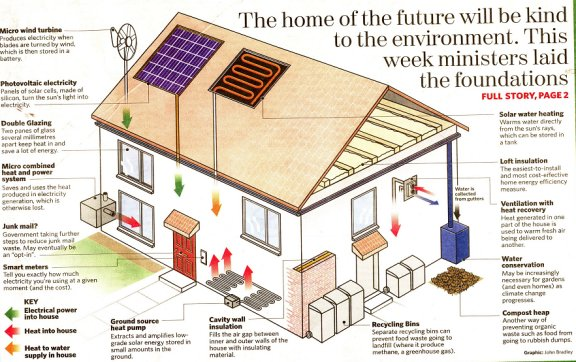 The home of the future will be kind
to the environment. This
week ministers laid
the foundations
FULL STORY, PAGE 2
Micro wind turbine
Produces electricity when
blades are turned by wind,
which is then stored in a
battery.
Photovoltaic electricity
Panels of solar cells, made of
silicon, turn the sun's light into
electricity.
Double Glazing
Two panes of glass
several millimetres
apart keep heat in and
save a lot of energy.
Micro combined
heat and power
system
Saves and uses the heat
produced in electricity
generation, which is
otherwise lost.
Junk mail?
Government taking further
steps to reduce junk mail
waste. May eventually be
an "opt-in".
Smart meters
Tell you exactly how much
electricity you're using at a given
moment (and the cost).
KEY
Electrical power
into house
Heat into house
Heat to water
supply in house
Ground source
heat pump
Extracts and amplifies low-
grade solar energy stored in
small amounts in the
ground.
Cavity wall
insulation
Fills the air gap between
inner and outer walls of the
house with insulating
material.
Recycling Bins
Separate recycling bins can
prevent food waste going to
landfill (where it produce
methane, a greenhouse gas).
Solar water heating
Warms water directly
from the sun's rays,
which can be stored in
a tank
Loft insulation
The easiest-to-install
and most cost-effective
home energy efficiency
measure.
Water is
collected
from gutters
Ventilation with
heat recovery
Heat generated in one
part of the house is
used to warm fresh air
being delivered to
another.
Water
conservation
May be increasingly
necessary for gardens
(and even homes) as
climate change
progresses.
Compost heap
Another way of
preventing organic
waste such as food from
going to rubbish dumps.
Graphic: John Bradley